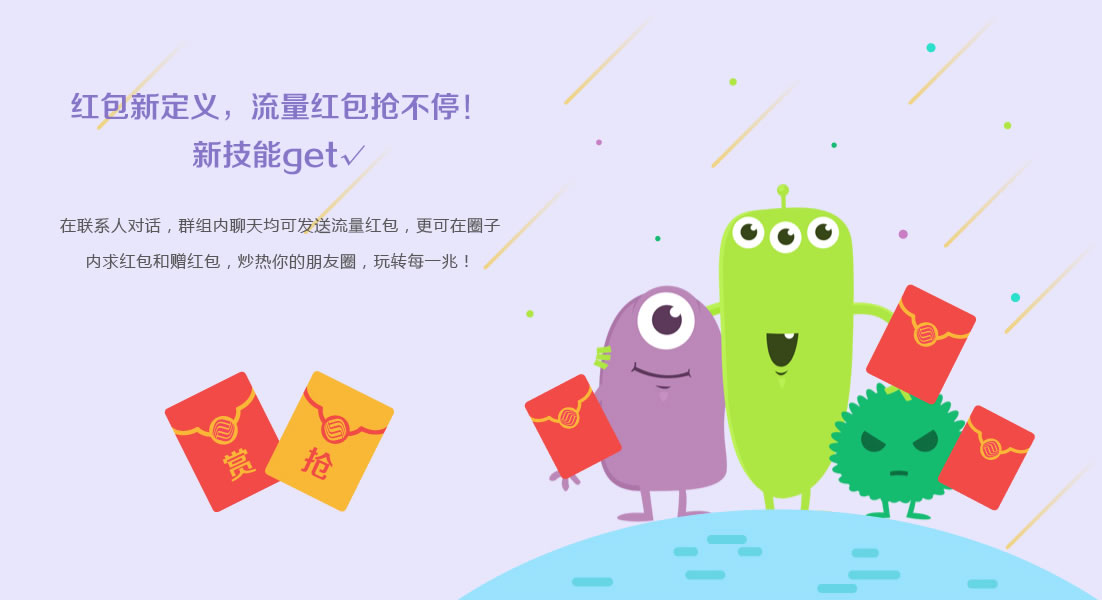 红包新定义，流量红包抢不停！
新技能get√
在联系人对话，群组内聊天均可发送流量红包，更可在圈子
内求红包和赠红包，炒热你的朋友圈，玩转每一兆！
赏
抢